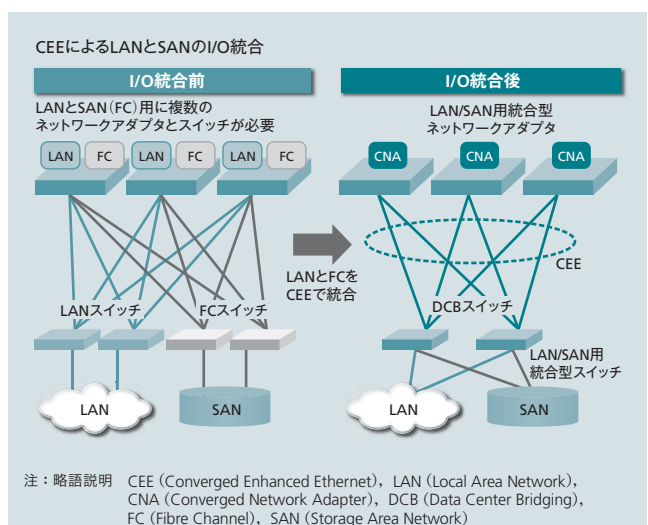 CEEによるLANとSANのI/O統合
I/O統合前
LANとSAN（FC）用に複数の
ネットワークアダプタとスイッチが必要
LAN FC LAN FC LAN FC
LANスイッチ FCスイッチ
LAN SAN
LANとFCを
CEEで統合
I/O統合後
LAN/SAN用統合型
ネットワークアダプタ
CNA CNA CNA
CEE
DCBスイッチ
LAN/SAN用
統合型スイッチ
LAN SAN
注：略語説明 CEE（Converged Enhanced Ethernet），LAN（Local Area Network），
CNA（Converged Network Adapter），DCB（Data Center Bridging），
FC（Fibre Channel），SAN（Storage Area Network）